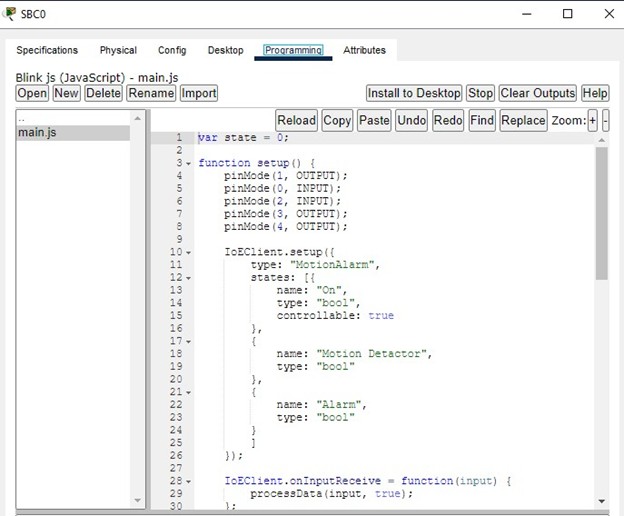 SBC0
Specifications Physical Config Desktop Programming Attributes
Blink js (JavaScript) - main.js
Open New Delete Rename Import Install to Desktop Stop Clear Outputs Help
Reload Copy Paste Undo Redo Find Replace Zoom: + -
..
main.js
1 var state = 0;
2
3 function setup() {
4 pinMode(1, OUTPUT);
5 pinMode(0, INPUT);
6 pinMode(2, INPUT);
7 pinMode(3, OUTPUT);
8 pinMode(4, OUTPUT);
9
10 IoEClient.setup({
11 type: "MotionAlarm",
12 states: [{
13 name: "On",
14 type: "bool",
15 controllable: true
16 },
17 {
18 name: "Motion Detactor",
19 type: "bool"
20 },
21 {
22 name: "Alarm",
23 type: "bool"
24 }
25 ]
26 });
27
28 IoEClient.onInputReceive = function(input) {
29 processData(input, true);
30 };